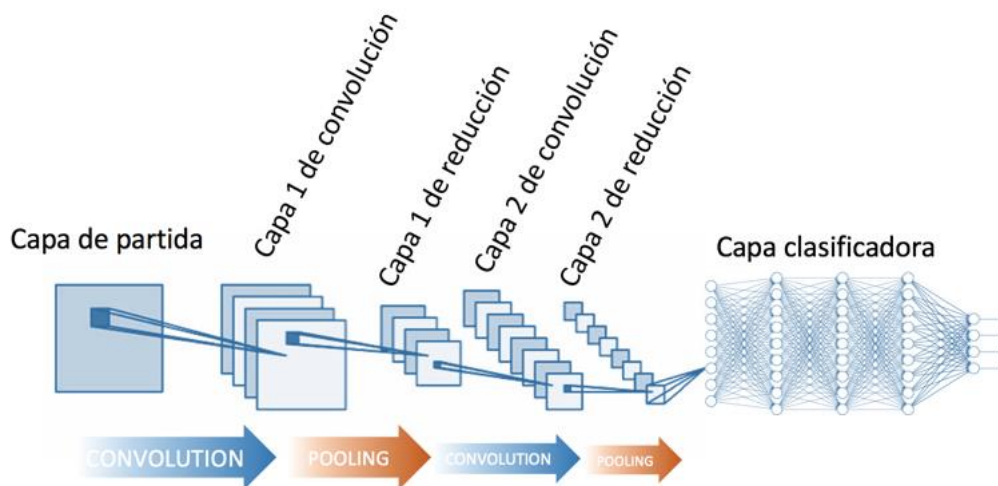 Capa de partida
Capa 1 de convolución
Capa 1 de reducción
Capa 2 de convolución
Capa 2 de reducción
Capa clasificadora
CONVOLUTION
POOLING
CONVOLUTION
POOLING